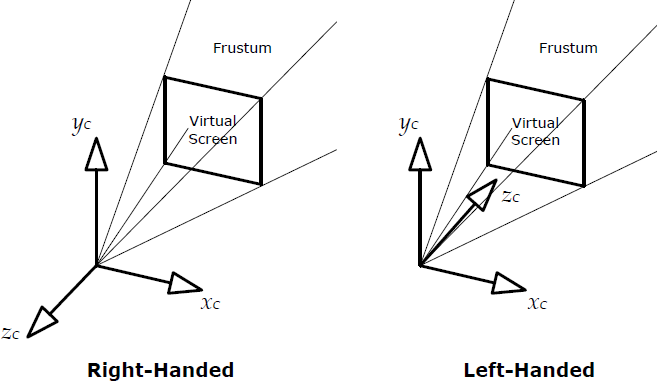 Frustum
Virtual
Screen
yC
xC
zC
Right-Handed
Frustum
Virtual
Screen
yC
zC
xC
Left-Handed